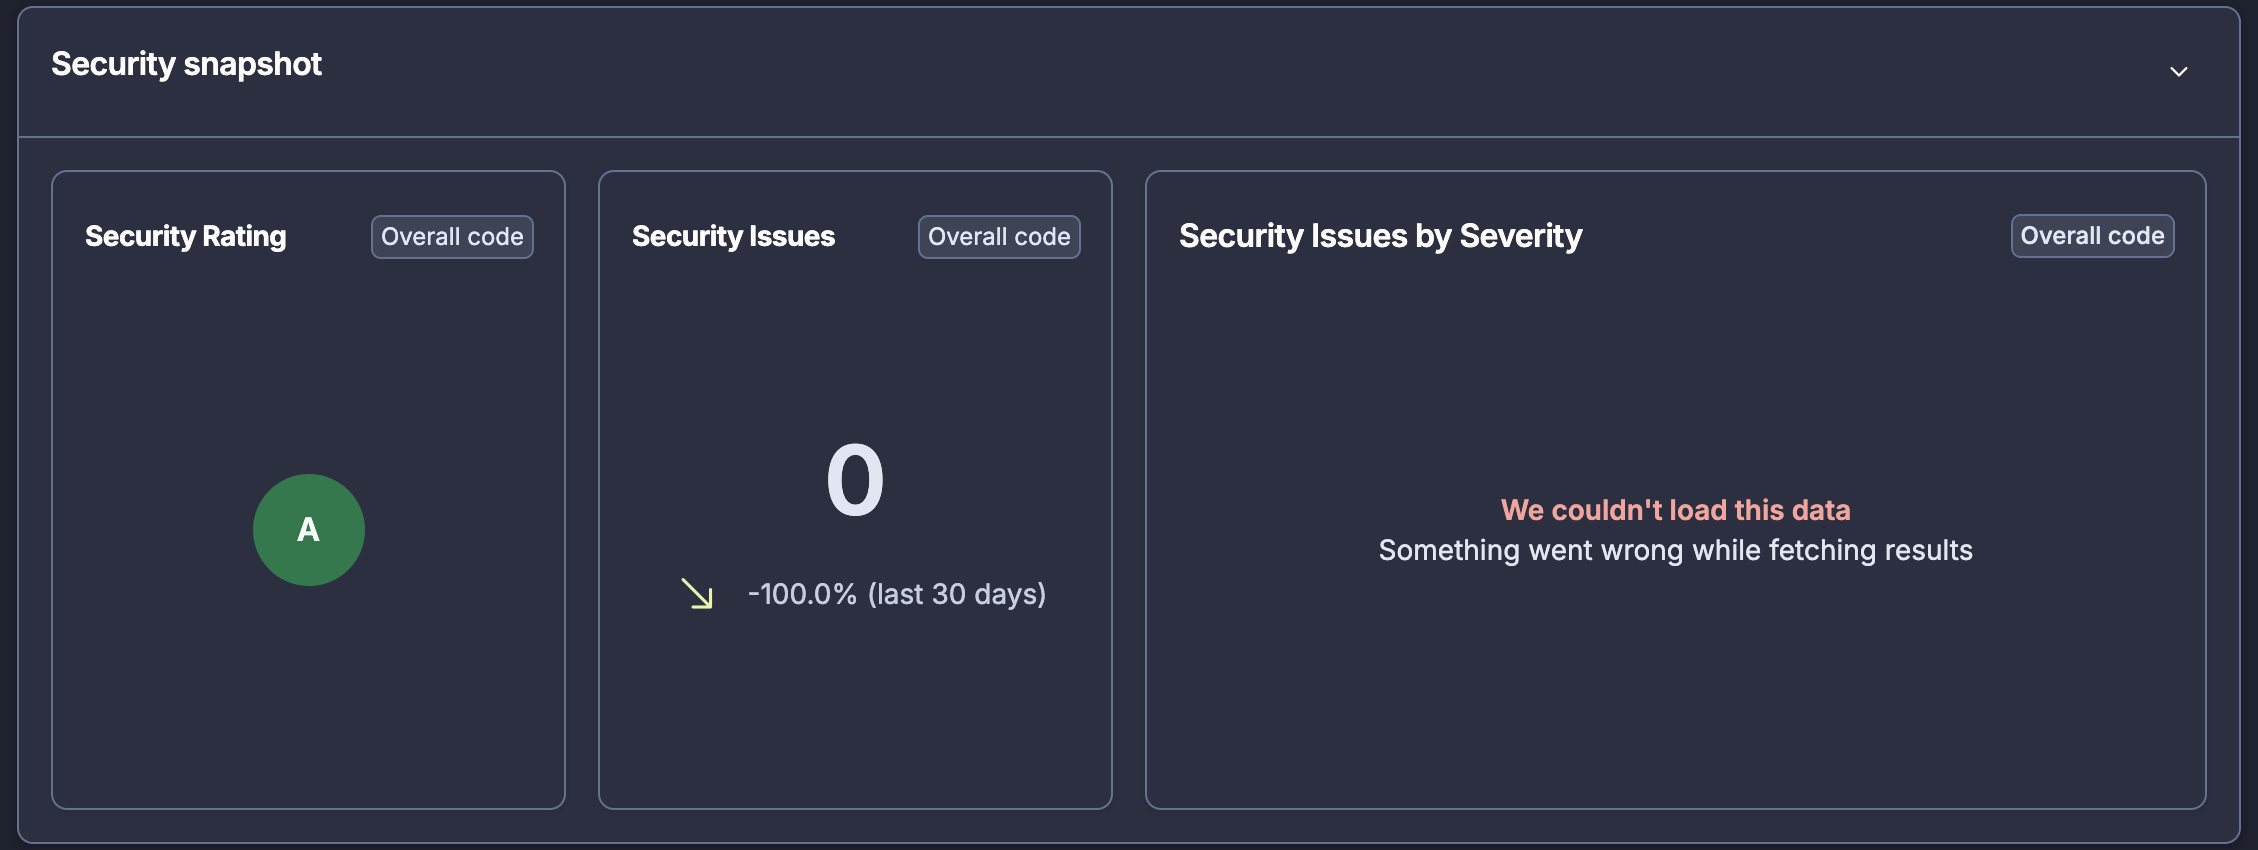 Security snapshot
Security Rating
Overall code
A
Security Issues
Overall code
0
-100.0% (last 30 days)
Security Issues by Severity
Overall code
We couldn't load this data
Something went wrong while fetching results